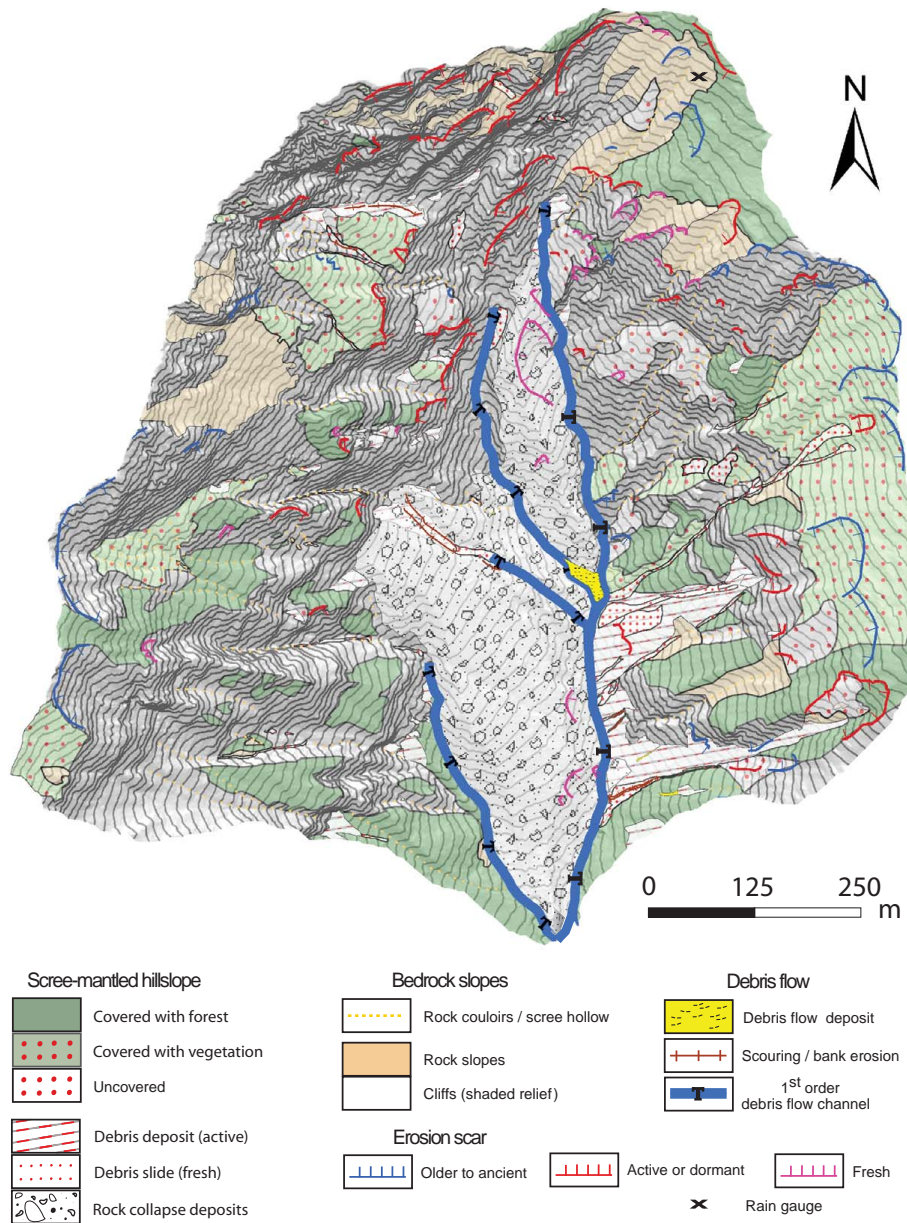 N
0 125 250
m
Scree-mantled hillslope
Covered with forest
Covered with vegetation
Uncovered
Debris deposit (active)
Debris slide (fresh)
Rock collapse deposits
Bedrock slopes
Rock couloirs / scree hollow
Rock slopes
Cliffs (shaded relief)
Debris flow
Debris flow deposit
Scouring / bank erosion
1st order
debris flow channel
Erosion scar
Older to ancient
Active or dormant
Fresh
Rain gauge